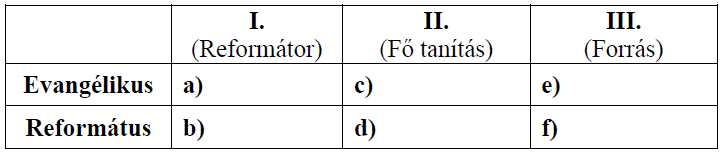 I. II. III.
(Reformátor) (Fő tanítás) (Forrás)
Evangélikus a) c) e)
Református b) d) f)